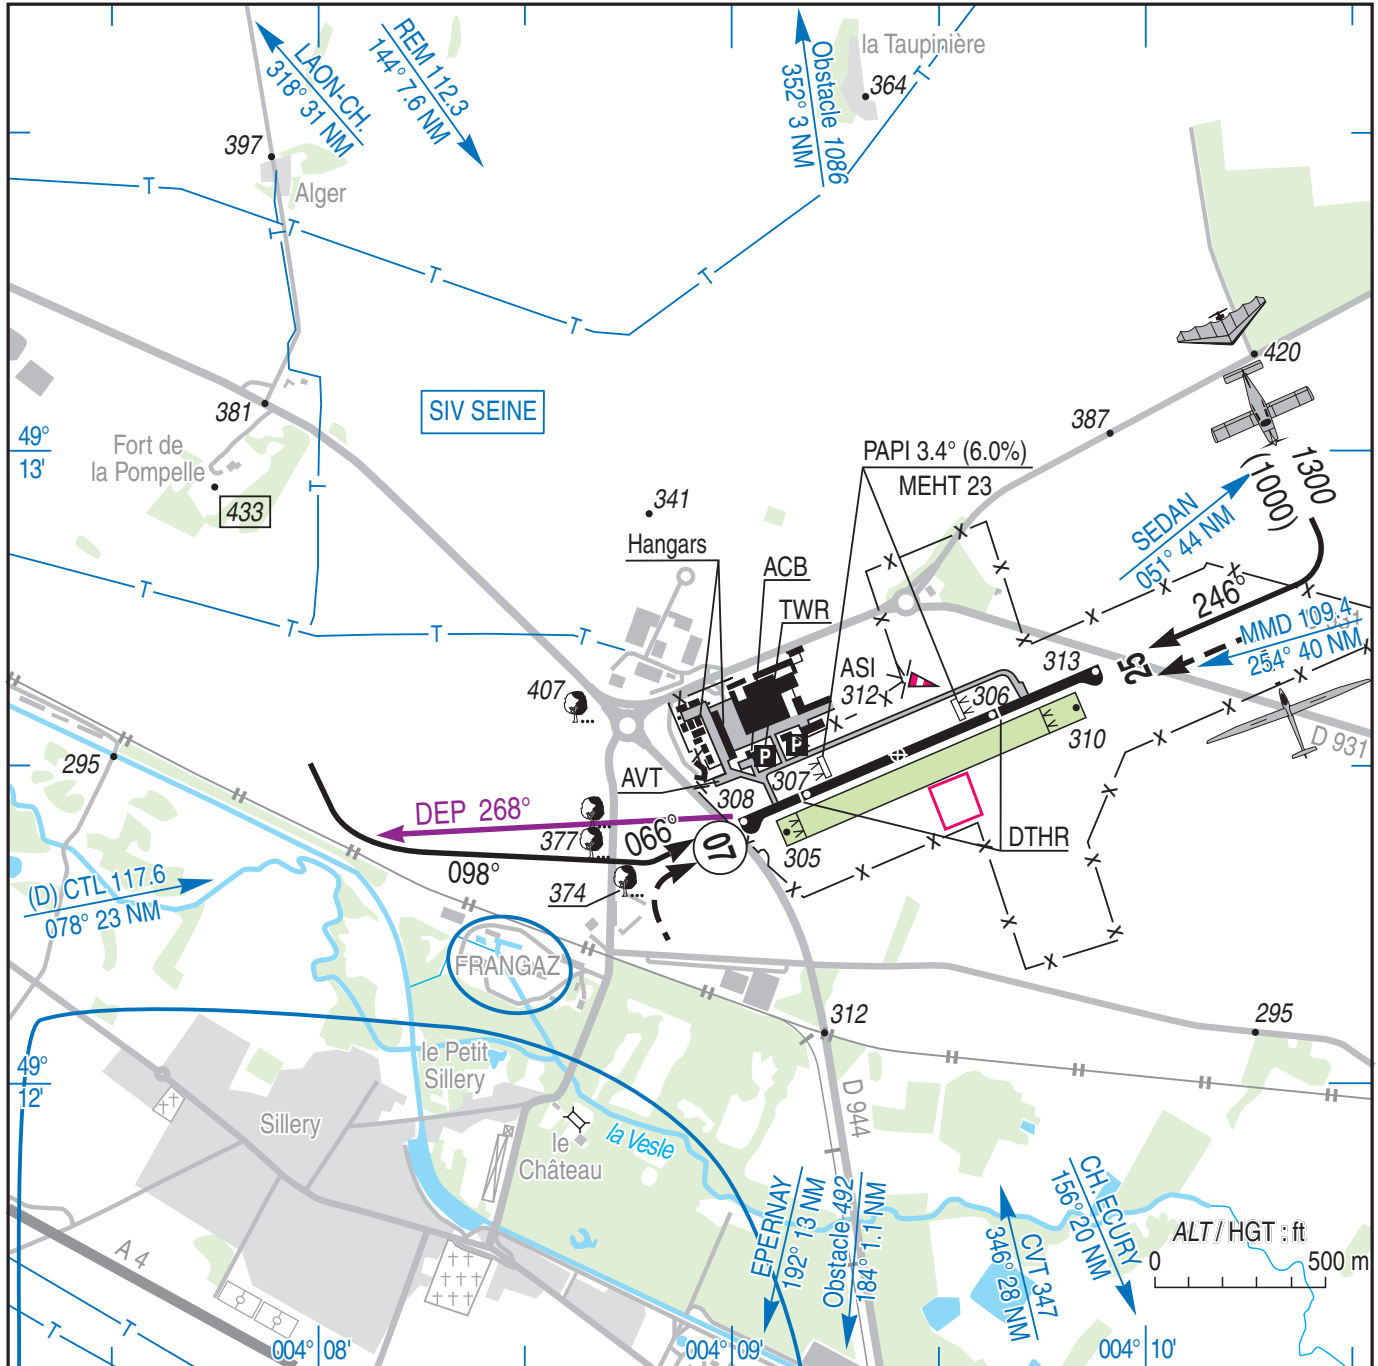 LAON-CH.
318° 31 NM
REM 112.3
144° 7.6 NM
Obstacle 1086
352° 3 NM
la Taupinière
364
397
Alger
T
T
T
T
T
T
T
420
SIV SEINE
381
387
49°
13'
Fort de
la Pompelle
433
T
PAPI 3.4° (6.0%)
MEHT 23
1300
(1000)
SEDAN
051° 44 NM
341
Hangars
ACB
TWR
X
X
X
X
X
X
X
X
T
T
T
T
246°
MMD 109.4
254° 40 NM
D 931
25
313
ASI
312
306
407
310
D 931
295
AVT
P
P
308
307
DEP 268°
377
066°
07
305
DTHR
098°
374
(D) CTL 117.6
078° 23 NM
X
X
X
X
X
X
X
X
X
X
FRANGAZ
312
295
49°
12'
le Petit
Sillery
Sillery
le
Château
la Vesle
D 944
EPERNAY
192° 13 NM
Obstacle 492
184° 1.1 NM
CVT 347
346° 28 NM
CH. ECURY
156° 20 NM
ALT / HGT : ft
0
500 m
A 4
T
T
004° 08'
004° 09'
004° 10'